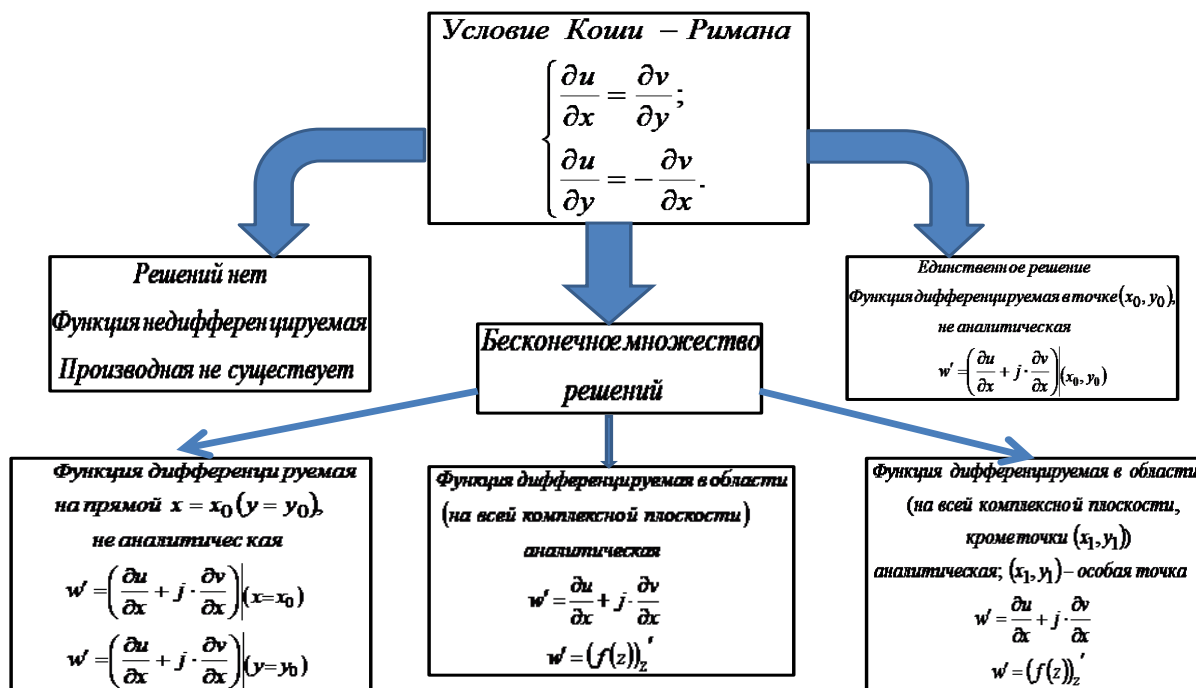 Условие Коши – Римана
{ ∂u/∂x = ∂v/∂y;
∂u/∂y = − ∂v/∂x.
Решений нет
Функция недифференцируемая
Производная не существует
Бесконечное множество
решений
Единственное решение
Функция дифференцируемая в точке (x₀, y₀),
не аналитическая
w' = (∂u/∂x + j · ∂v/∂x)|(x₀, y₀)
Функция дифференцируемая
на прямой x = x₀ (y = y₀),
не аналитическая
w' = (∂u/∂x + j · ∂v/∂x)|(x=x₀)
w' = (∂u/∂x + j · ∂v/∂x)|(y=y₀)
Функция дифференцируемая в области
(на всей комплексной плоскости)
аналитическая
w' = ∂u/∂x + j · ∂v/∂x
w' = (f(z))z'
Функция дифференцируемая в области
(на всей комплексной плоскости,
кроме точки (x₁, y₁))
аналитическая; (x₁, y₁) – особая точка
w' = ∂u/∂x + j · ∂v/∂x
w' = (f(z))z'